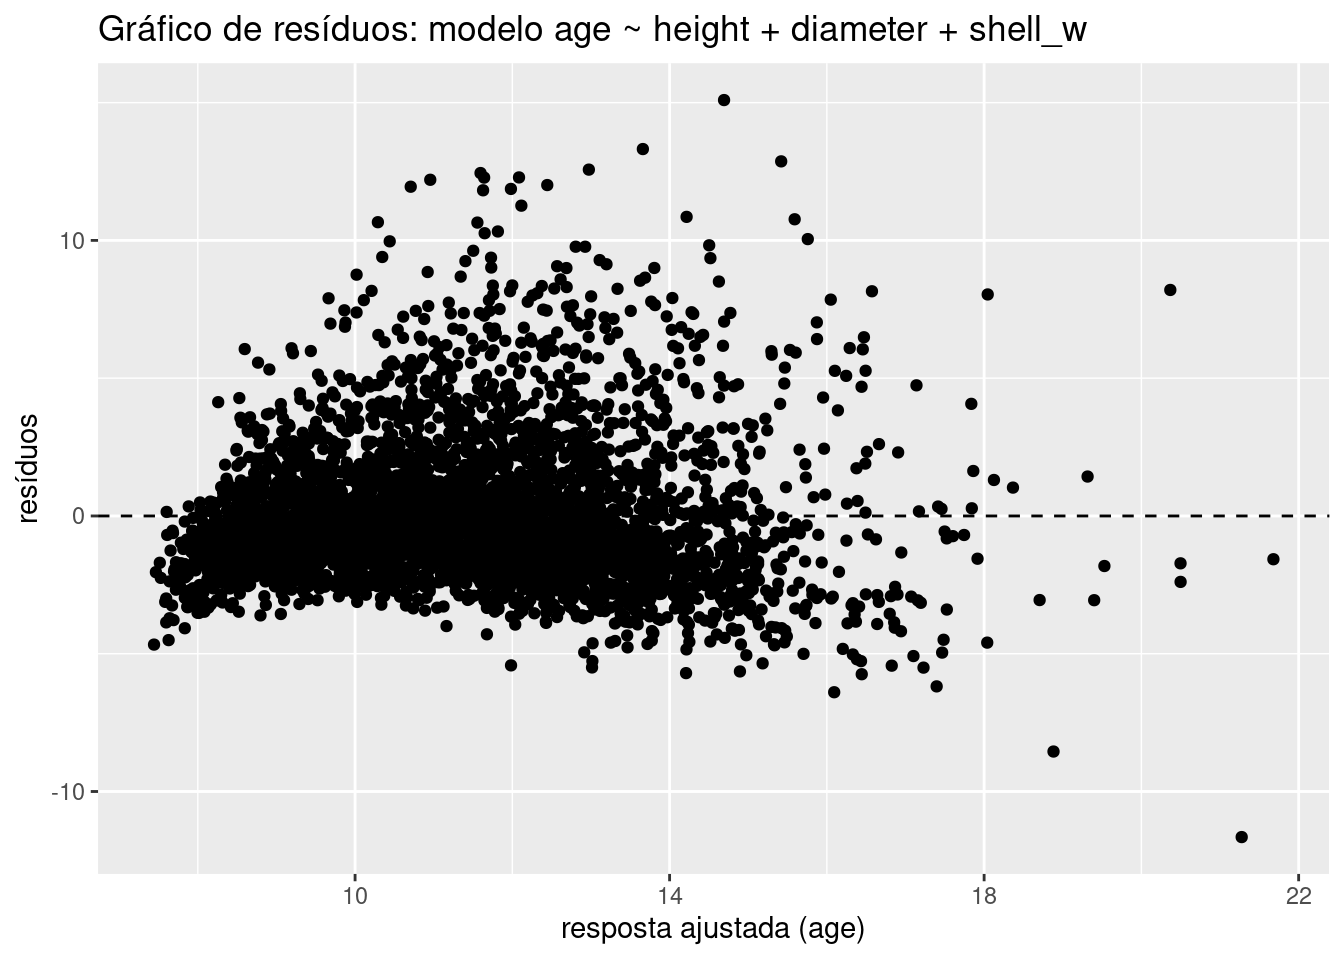 Gráfico de resíduos: modelo age ~ height + diameter + shell_w
resíduos
10
0
-10
10
14
18
22
resposta ajustada (age)